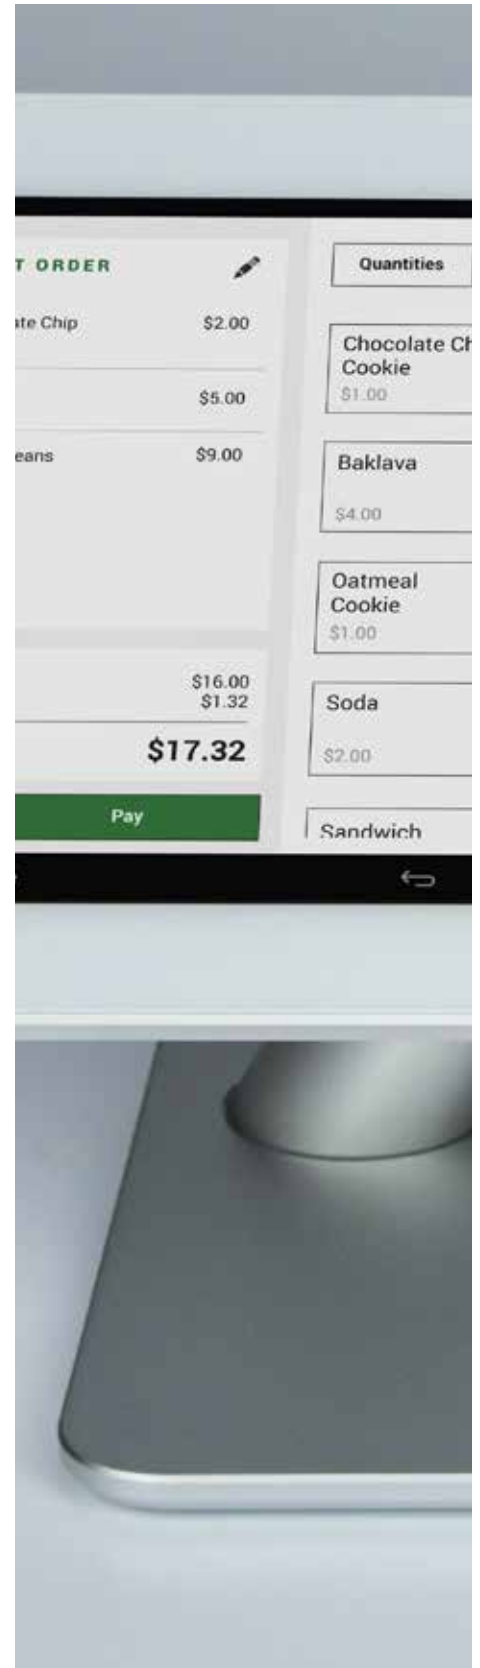 T ORDER
ate Chip $2.00
$5.00
eans $9.00
$16.00
$1.32
$17.32
Pay
Quantities
Chocolate Ch
Cookie
$1.00
Baklava
$4.00
Oatmeal
Cookie
$1.00
Soda
$2.00
Sandwich